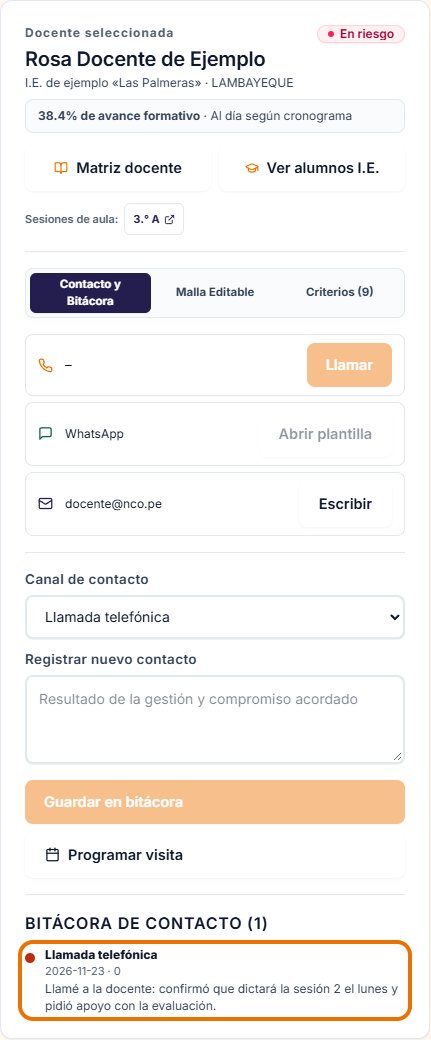 Docente seleccionada
En riesgo
Rosa Docente de Ejemplo
I.E. de ejemplo «Las Palmeras» · LAMBAYEQUE
38.4% de avance formativo · Al día según cronograma
Matriz docente
Ver alumnos I.E.
Sesiones de aula:
3.° A
Contacto y
Bitácora
Malla Editable
Criterios (9)
–
Llamar
WhatsApp
Abrir plantilla
docente@nco.pe
Escribir
Canal de contacto
Llamada telefónica
Registrar nuevo contacto
Resultado de la gestión y compromiso acordado
Guardar en bitácora
Programar visita
BITÁCORA DE CONTACTO (1)
Llamada telefónica
2026-11-23 · 0
Llamé a la docente: confirmó que dictará la sesión 2 el lunes y
pidió apoyo con la evaluación.